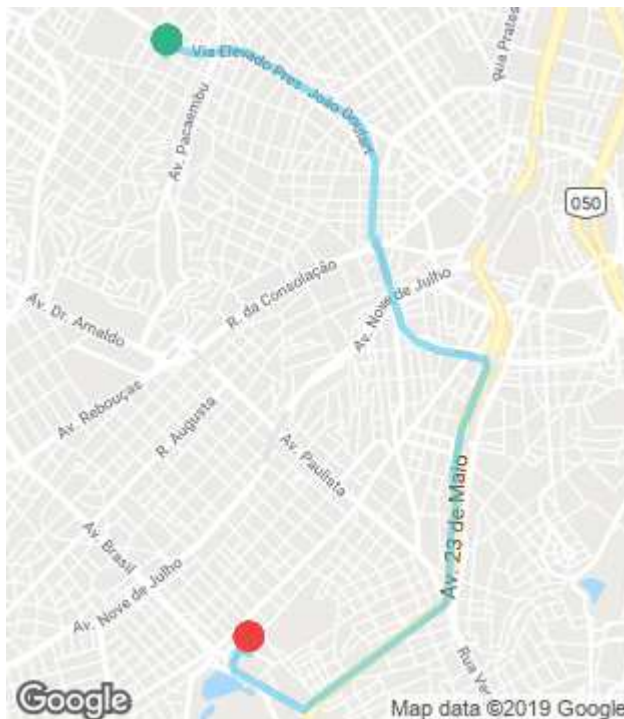 Rua Prates
Via Elevado Pres. João Goulart
Av. Pacaembu
050
R. da Consolação
Av. Nove de Julho
Av. Dr. Arnaldo
Av. Rebouças
R. Augusta
Av. Paulista
Av. 23 de Maio
Av. Brasil
Av. Nove de Julho
Rua Ver
Google
Map data ©2019 Google